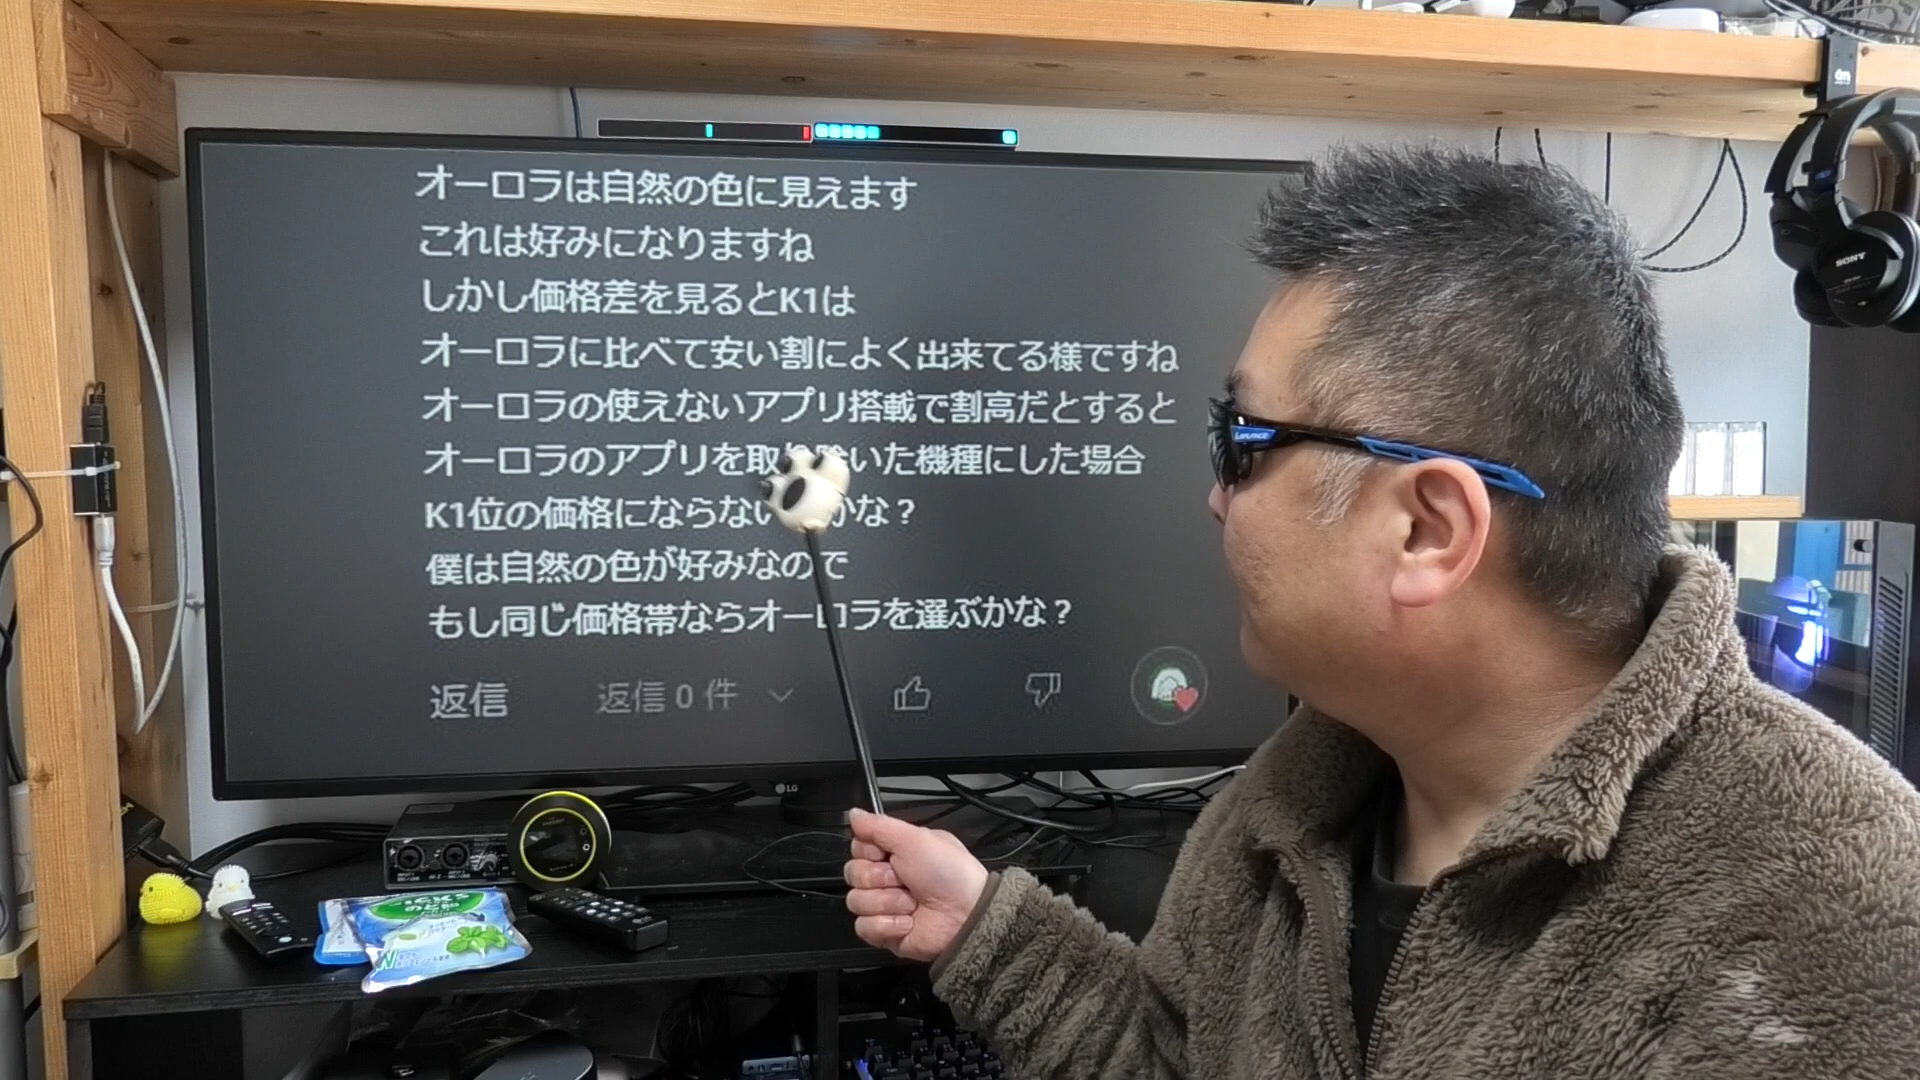 オーロラは自然の色に見えます
これは好みになりますね
しかし価格差を見るとK1は
オーロラに比べて安い割によく出来てる様ですね
オーロラの使えないアプリ搭載で割高だとすると
オーロラのアプリを取り除いた機種にした場合
K1位の価格にならない かな？
僕は自然の色が好みなので
もし同じ価格帯ならオーロラを選ぶかな？
返信 返信 0 件
LG
SONY
のど飴